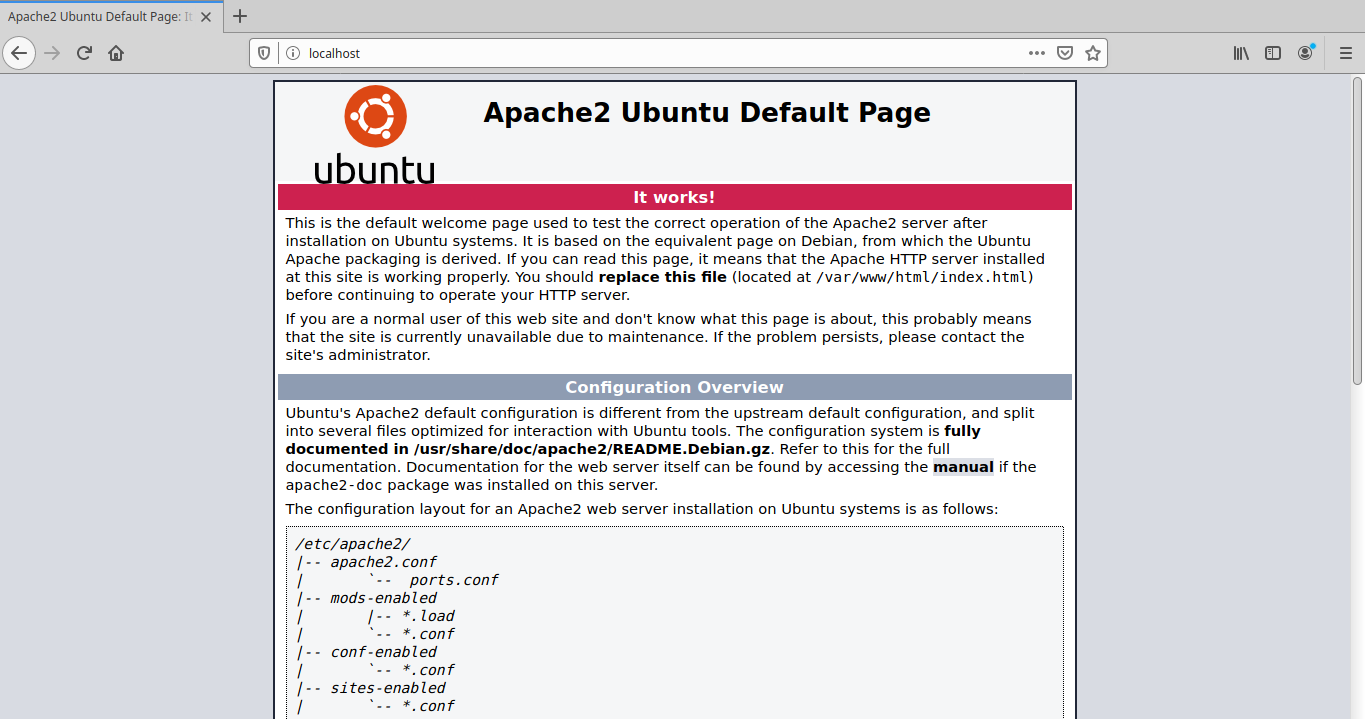 Apache2 Ubuntu Default Page: It
localhost
ubuntu
Apache2 Ubuntu Default Page
It works!
This is the default welcome page used to test the correct operation of the Apache2 server after
installation on Ubuntu systems. It is based on the equivalent page on Debian, from which the Ubuntu
Apache packaging is derived. If you can read this page, it means that the Apache HTTP server installed
at this site is working properly. You should replace this file (located at /var/www/html/index.html)
before continuing to operate your HTTP server.
If you are a normal user of this web site and don't know what this page is about, this probably means
that the site is currently unavailable due to maintenance. If the problem persists, please contact the
site's administrator.
Configuration Overview
Ubuntu's Apache2 default configuration is different from the upstream default configuration, and split
into several files optimized for interaction with Ubuntu tools. The configuration system is fully
documented in /usr/share/doc/apache2/README.Debian.gz. Refer to this for the full
documentation. Documentation for the web server itself can be found by accessing the manual if the
apache2-doc package was installed on this server.
The configuration layout for an Apache2 web server installation on Ubuntu systems is as follows:
/etc/apache2/
|-- apache2.conf
|       `--  ports.conf
|-- mods-enabled
|       |-- *.load
|       `-- *.conf
|-- conf-enabled
|       `-- *.conf
|-- sites-enabled
|       `-- *.conf